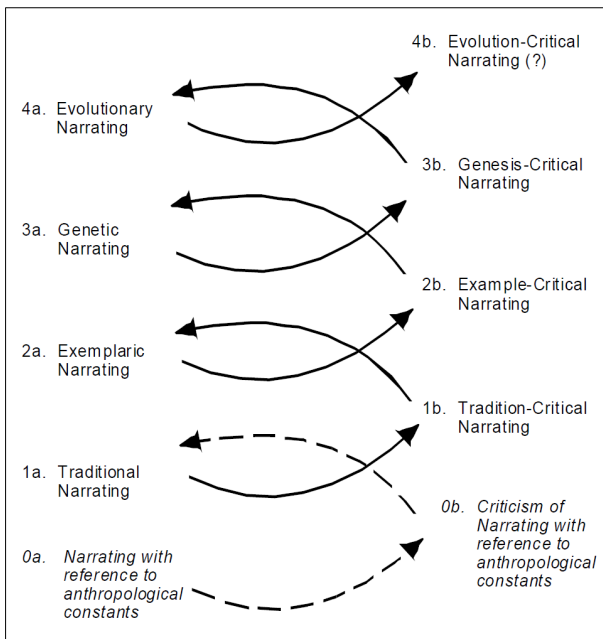 4b. Evolution-Critical
Narrating (?)
4a. Evolutionary
Narrating
3b. Genesis-Critical
Narrating
3a. Genetic
Narrating
2b. Example-Critical
Narrating
2a. Exemplaric
Narrating
1b. Tradition-Critical
Narrating
1a. Traditional
Narrating
0b. Criticism of
Narrating with
reference to
anthropological
constants
0a. Narrating with
reference to
anthropological
constants